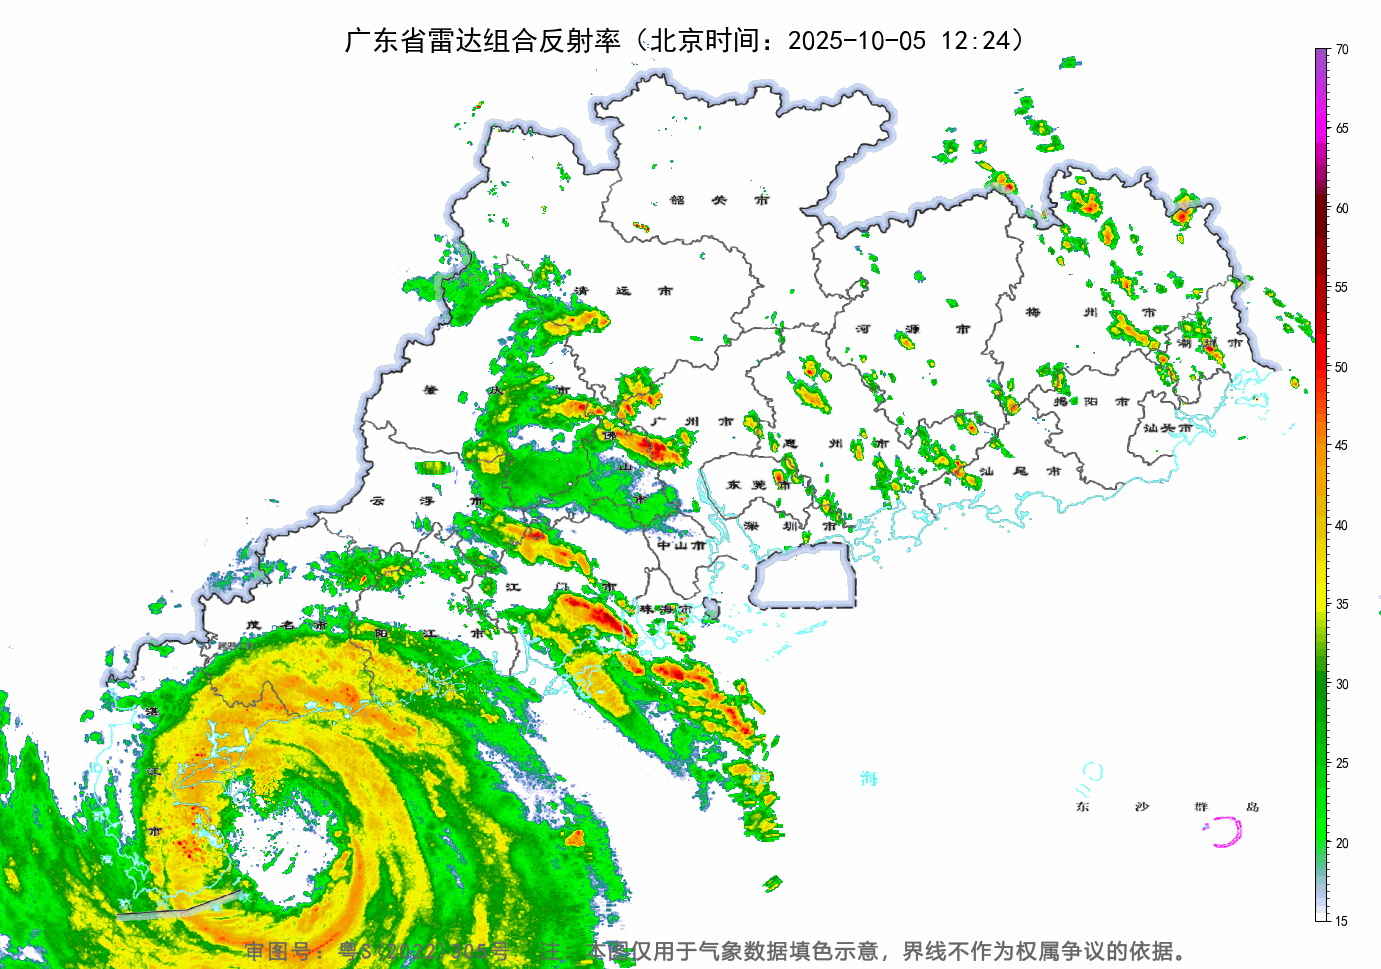 广东省雷达组合反射率（北京时间：2025-10-05 12:24）
70
65
60
55
50
45
40
35
30
25
20
15
韶关市
清远市
河源市
梅州市
潮州市
肇庆市
广州市
佛山市
惠州市
揭阳市
汕头市
汕尾市
东莞市
云浮市
深圳市
中山市
江门市
珠海市
茂名市
阳江市
湛江市
南海
东沙群岛
审图号：粤S(2022)305号 注：本图仅用于气象数据填色示意，界线不作为权属争议的依据。